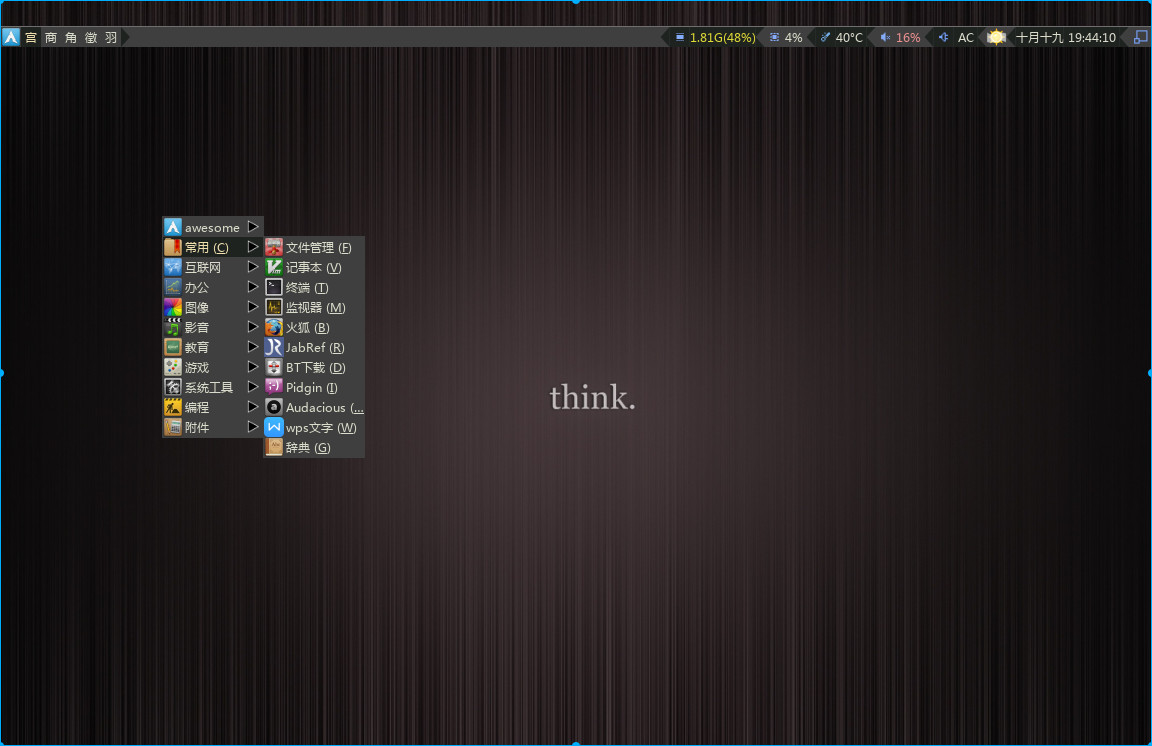 宫 商 角 徵 羽 1.81G(48%) 4% 40°C 16% AC 十月十九 19:44:10
awesome
常用 (C)
互联网
办公
图像
影音
教育
游戏
系统工具
编程
附件
文件管理 (F)
记事本 (V)
终端 (T)
监视器 (M)
火狐 (B)
JabRef (R)
BT下载 (D)
Pidgin (I)
Audacious (...
wps文字 (W)
辞典 (G)
think.